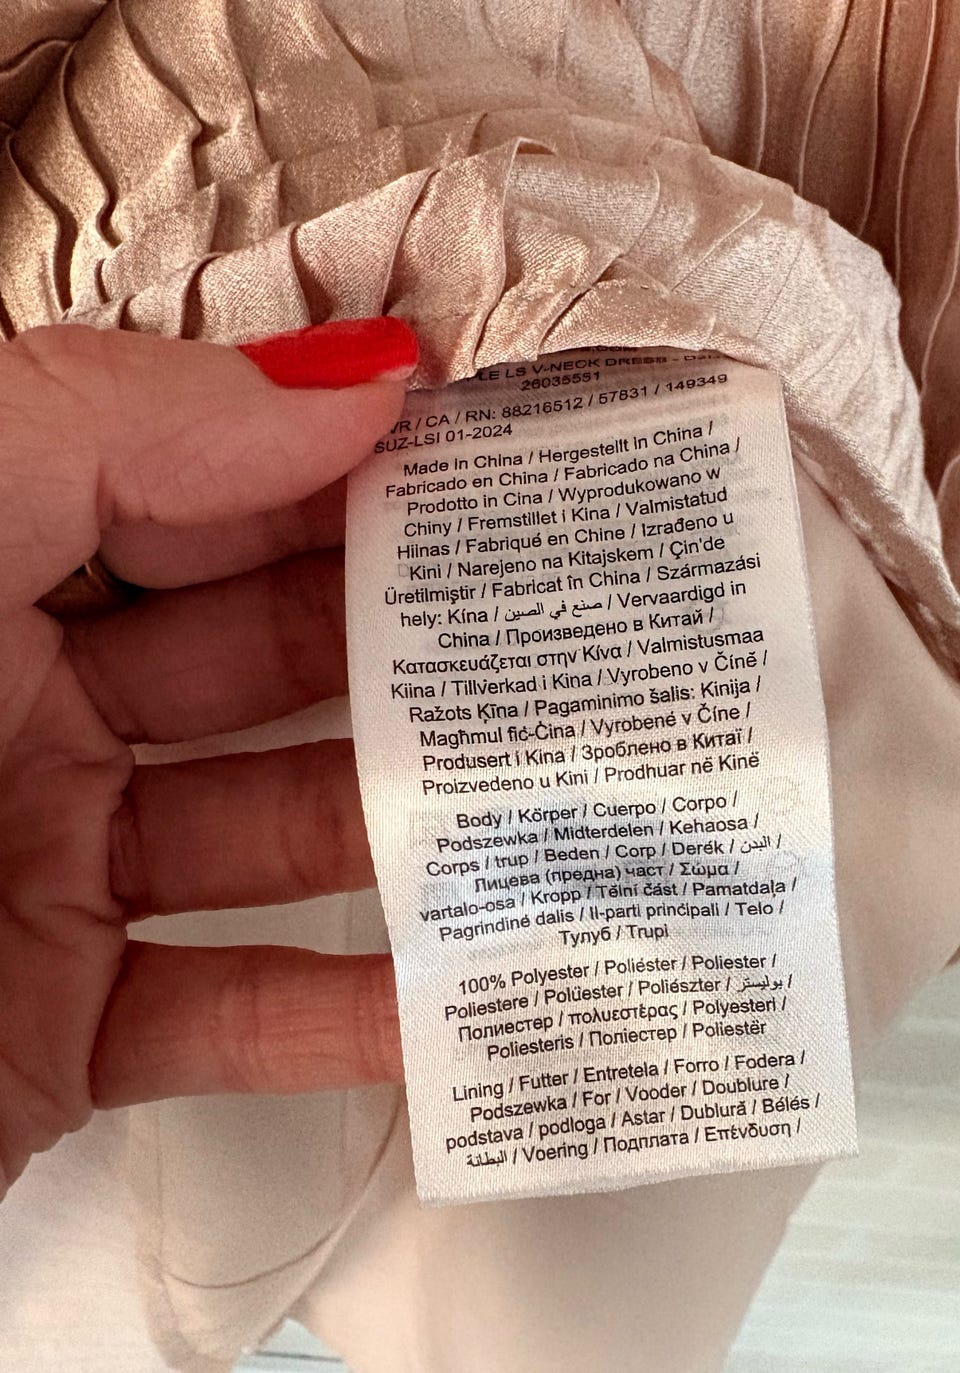 LE LS V-NECK DRESS -
26035551
VR / CA / RN: 88216512 / 57831 / 149349
SUZ-LSI 01-2024
Made in China / Hergestellt in China /
Fabricado en China / Fabricado na China /
Prodotto in Cina / Wyprodukowano w
Chiny / Fremstillet i Kina / Valmistatud
Hiinas / Fabriqué en Chine / Izrađeno u
Kini / Narejeno na Kitajskem / Çin'de
Üretilmiştir / Fabricat în China / Származási
hely: Kína / صنع في الصين / Vervaardigd in
China / Произведено в Китай /
Κατασκευάζεται στην Κίνα / Valmistusmaa
Kiina / Tillverkad i Kina / Vyrobeno v Číně /
Ražots Ķīna / Pagaminimo šalis: Kinija /
Magħmul fiċ-Ċina / Vyrobené v Číne /
Produsert i Kina / Зроблено в Китаї /
Proizvedeno u Kini / Prodhuar në Kinë
Body / Körper / Cuerpo / Corpo /
Podszewka / Midterdelen / Kehaosa /
Corps / trup / Beden / Corp / Derék / البدن /
Лицева (предна) част / Σώμα /
vartalo-osa / Kropp / Tělní část / Pamatdaļa /
Pagrindinė dalis / Il-parti prinċipali / Telo /
Тулуб / Trupi
100% Polyester / Poliéster / Poliester /
Poliestere / Polüester / Poliészter / بوليستر /
Полиестер / πολυεστέρας / Polyesteri /
Poliesteris / Поліестер / Poliestër
Lining / Futter / Entretela / Forro / Fodera /
Podszewka / For / Vooder / Doublure /
podstava / podloga / Astar / Dublură / Bélés /
البطانة / Voering / Подплата / Επένδυση /